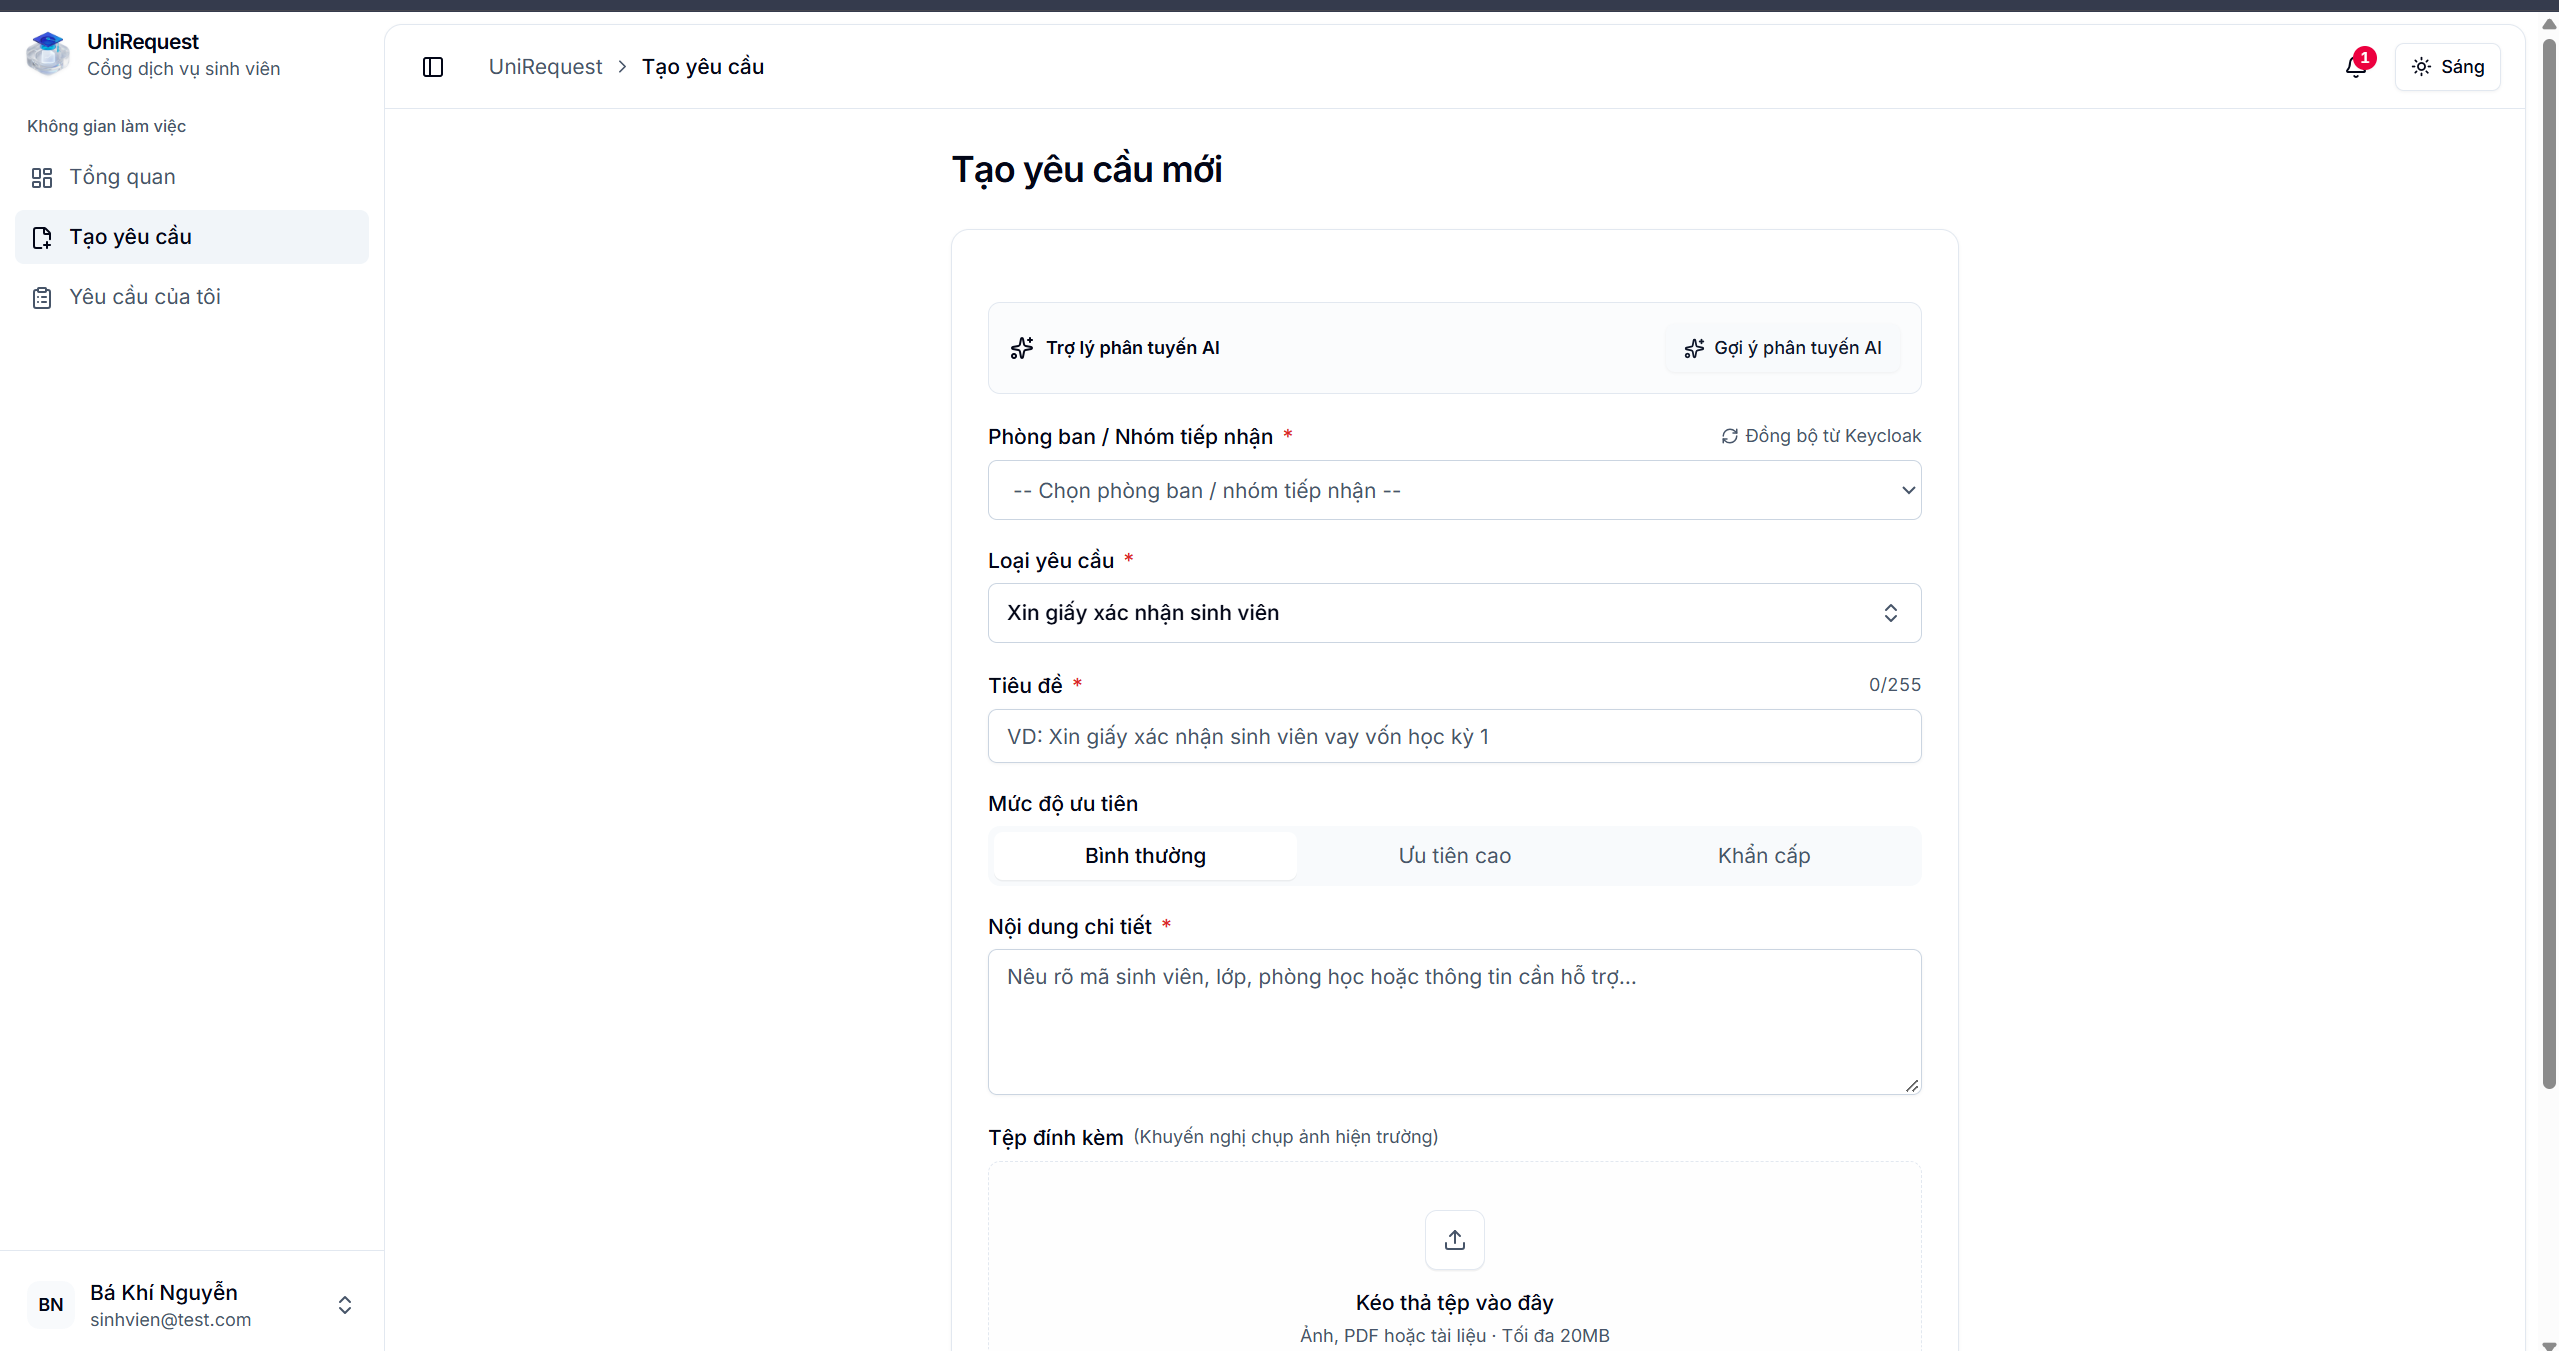 UniRequest
Cổng dịch vụ sinh viên
Không gian làm việc
Tổng quan
Tạo yêu cầu
Yêu cầu của tôi
BN
Bá Khí Nguyễn
sinhvien@test.com
UniRequest > Tạo yêu cầu
1
Sáng
Tạo yêu cầu mới
Trợ lý phân tuyến AI
Gợi ý phân tuyến AI
Phòng ban / Nhóm tiếp nhận *
Đồng bộ từ Keycloak
-- Chọn phòng ban / nhóm tiếp nhận --
Loại yêu cầu *
Xin giấy xác nhận sinh viên
Tiêu đề *
0/255
VD: Xin giấy xác nhận sinh viên vay vốn học kỳ 1
Mức độ ưu tiên
Bình thường
Ưu tiên cao
Khẩn cấp
Nội dung chi tiết *
Nêu rõ mã sinh viên, lớp, phòng học hoặc thông tin cần hỗ trợ...
Tệp đính kèm (Khuyến nghị chụp ảnh hiện trường)
Kéo thả tệp vào đây
Ảnh, PDF hoặc tài liệu · Tối đa 20MB